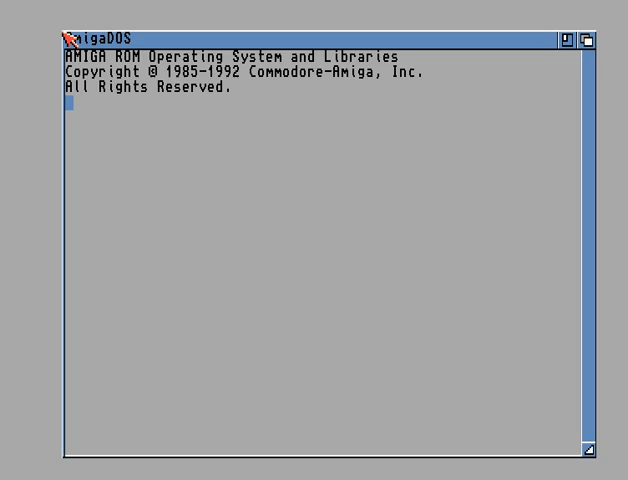 AmigaDOS
AMIGA ROM Operating System and Libraries
Copyright © 1985-1992 Commodore-Amiga, Inc.
All Rights Reserved.